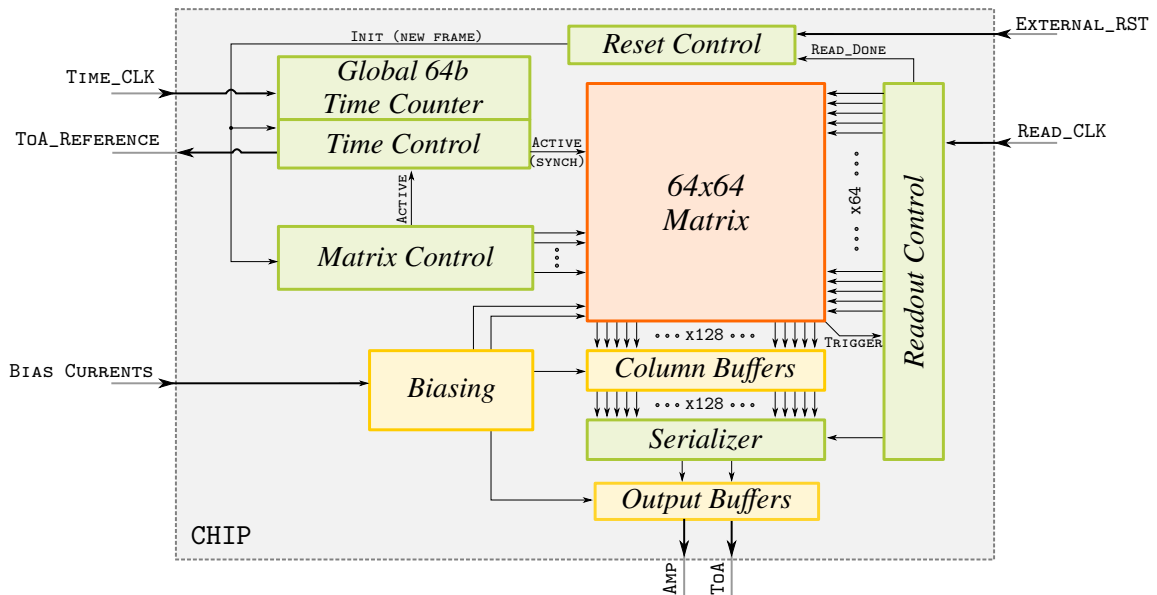 EXTERNAL_RST
INIT (NEW FRAME)
Reset Control
READ_DONE
TIME_CLK
Global 64b
Time Counter
TOA_REFERENCE
Time Control
ACTIVE
(SYNCH)
READ_CLK
64x64
Matrix
x64
ACTIVE
Matrix Control
Readout Control
x128
TRIGGER
BIAS CURRENTS
Biasing
Column Buffers
x128
Serializer
Output Buffers
CHIP
AMP
TOA